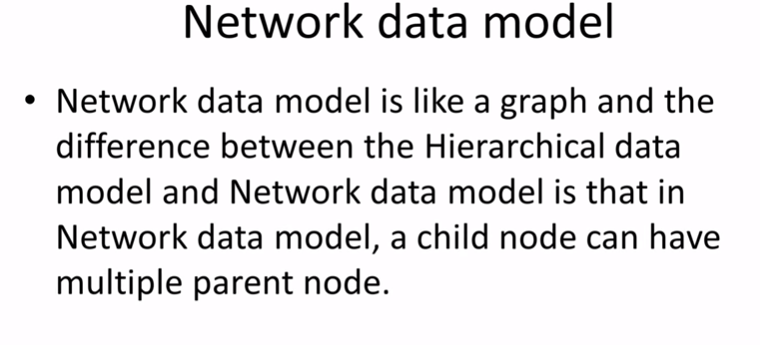 Network data model
• Network data model is like a graph and the
difference between the Hierarchical data
model and Network data model is that in
Network data model, a child node can have
multiple parent node.